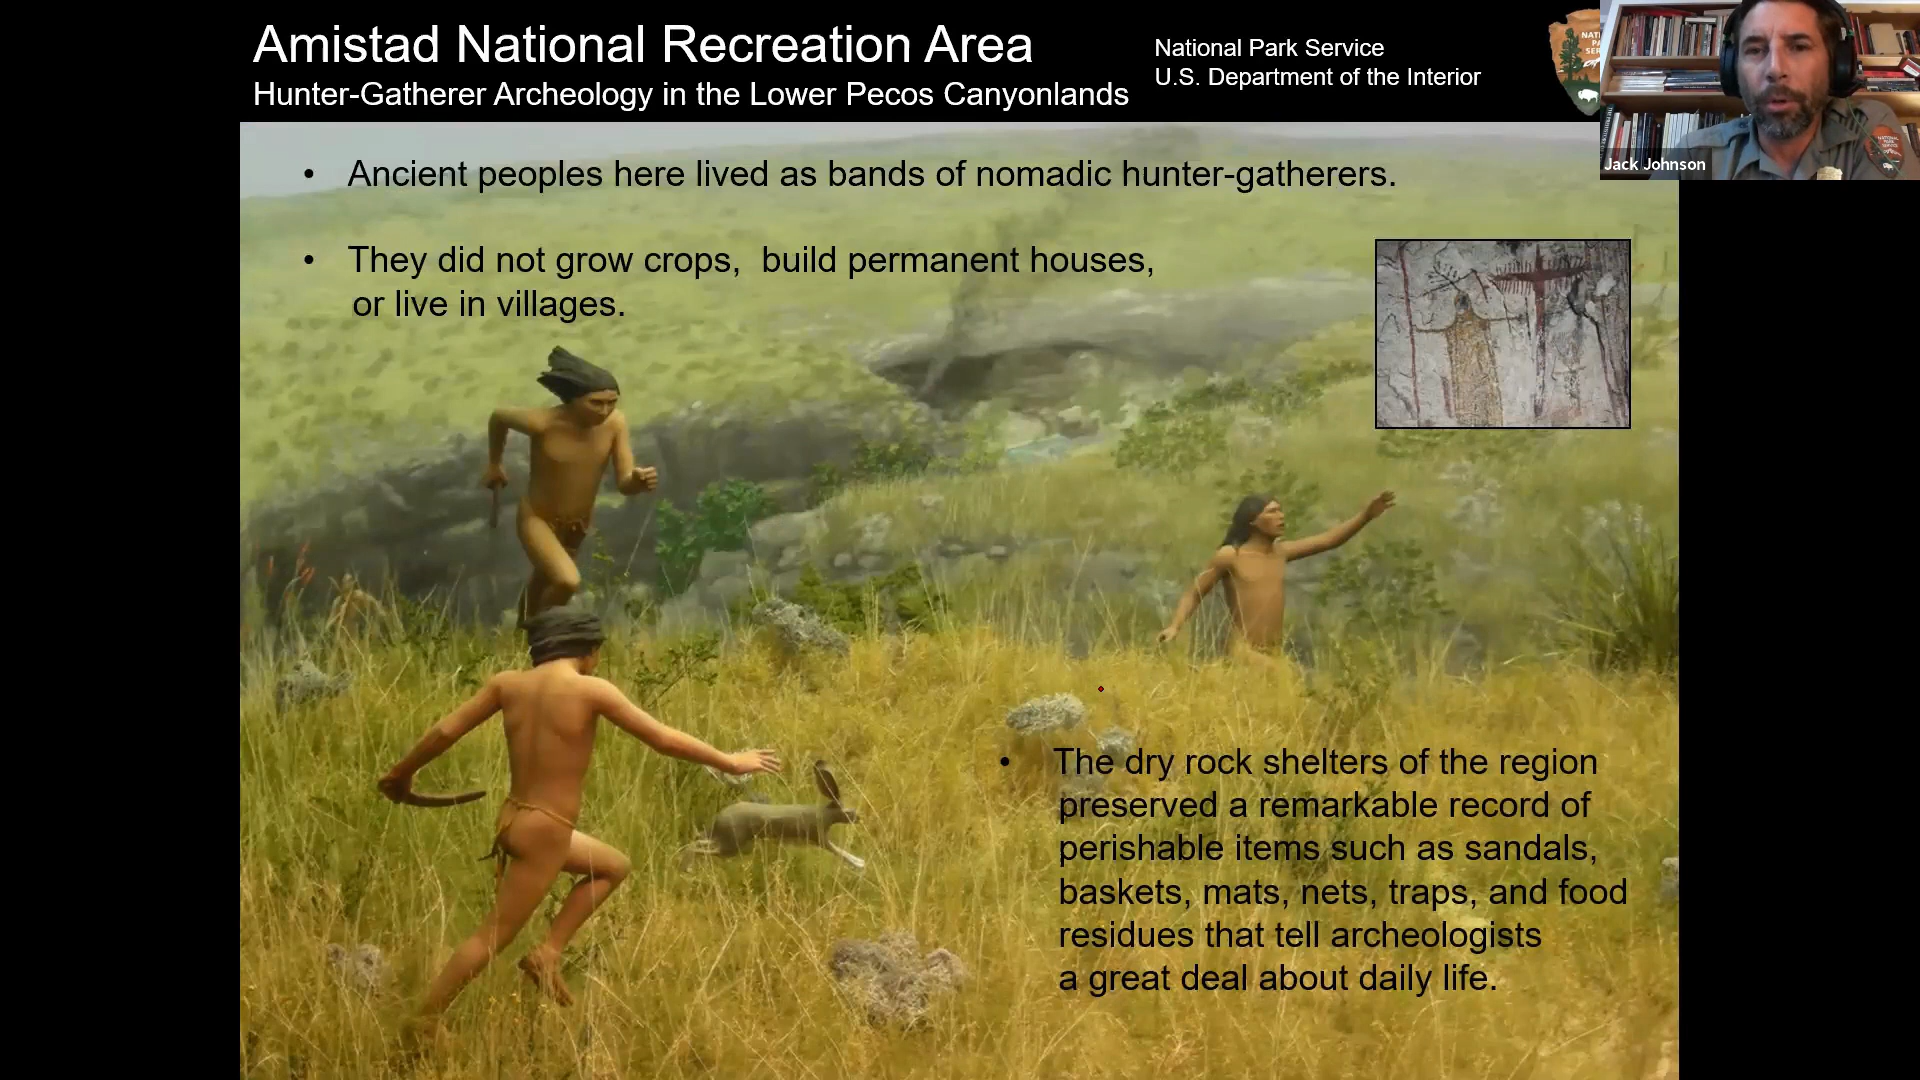 Amistad National Recreation Area
Hunter-Gatherer Archeology in the Lower Pecos Canyonlands
National Park Service
U.S. Department of the Interior
Jack Johnson
• Ancient peoples here lived as bands of nomadic hunter-gatherers.
• They did not grow crops, build permanent houses,
or live in villages.
• The dry rock shelters of the region
preserved a remarkable record of
perishable items such as sandals,
baskets, mats, nets, traps, and food
residues that tell archeologists
a great deal about daily life.